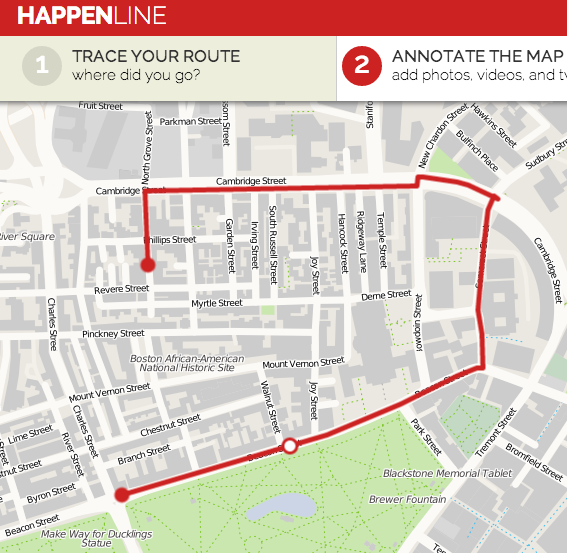 HAPPENLINE
1 TRACE YOUR ROUTE
where did you go?
2 ANNOTATE THE MAP
add photos, videos, and tw
Fruit Street
North Grove Street
Parkman Street
som Street
Stanifo
New Chardon Street
Hawkins Street
Bulfinch Place
Sudbury Str
Cambridge
Cambridge Street
River Square
Phillips Street
Garden Street
Irving Street
South Russell Street
Joy Street
Hancock Street
Ridgeway Lane
Temple Street
Street
Cambridge Street
Revere Street
Myrtle Street
Derne Street
Bowdoin Street
Charles Stree
Pinckney Street
Boston African-American
National Historic Site
Mount Vernon Street
Mount Vernon Street
Walnut Street
Joy Street
Charles Street
Chestnut Street
Lime Street
River Street
Branch Street
stnut Street
Byron Street
Beacon Street
Park Street
Tremont Street
Bromfield Street
Blackstone Memorial Tablet
Brewer Fountain
Make Way for Ducklings
Statue